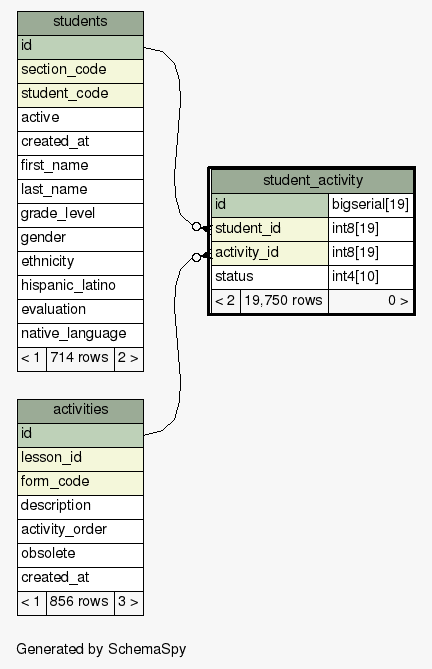 students
id
section_code
student_code
active
created_at
first_name
last_name
grade_level
gender
ethnicity
hispanic_latino
evaluation
native_language
< 1 714 rows 2 >
student_activity
id bigserial[19]
student_id int8[19]
activity_id int8[19]
status int4[10]
< 2 19,750 rows 0 >
activities
id
lesson_id
form_code
description
activity_order
obsolete
created_at
< 1 856 rows 3 >
Generated by SchemaSpy